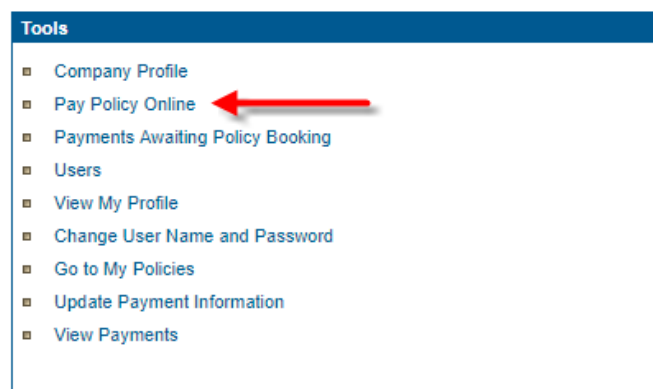 Tools
Company Profile
Pay Policy Online
Payments Awaiting Policy Booking
Users
View My Profile
Change User Name and Password
Go to My Policies
Update Payment Information
View Payments